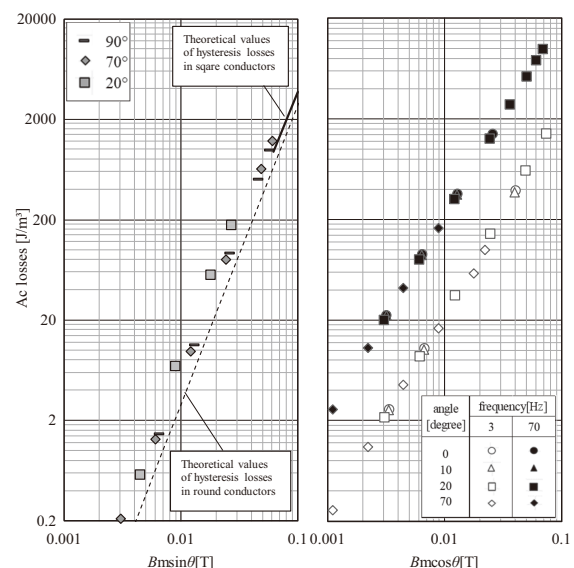 20000
2000
200
20
2
0.2
Ac losses [J/m³]
90°
70°
20°
Theoretical values
of hysteresis losses
in sqare conductors
Theoretical values
of hysteresis losses
in round conductors
0.001
0.01
0.1
Bmsinθ[T]
angle
[degree]
frequency[Hz]
3
70
0
10
20
70
0.001
0.01
0.1
Bmcosθ[T]